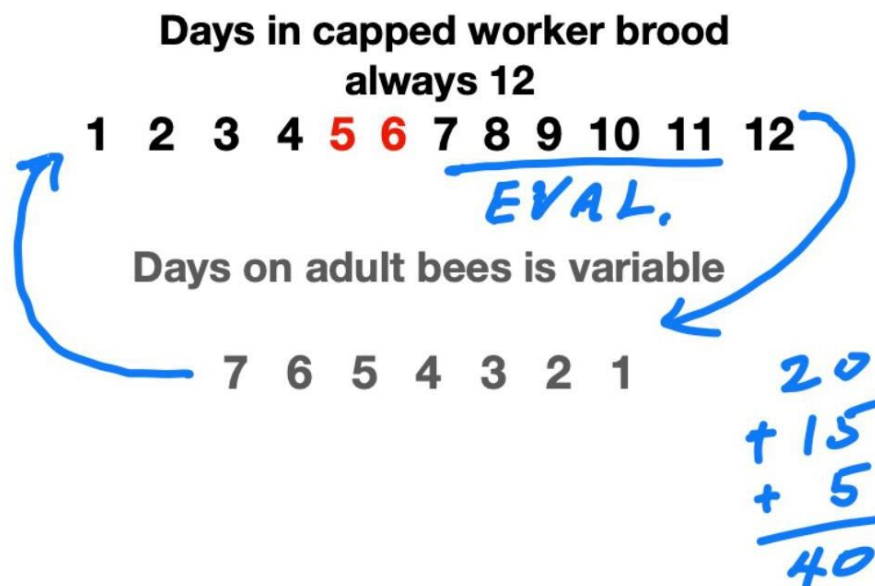 Days in capped worker brood
always 12
1 2 3 4 5 6 7 8 9 10 11 12
EVAL.
Days on adult bees is variable
7 6 5 4 3 2 1
20
+ 15
+ 5
40